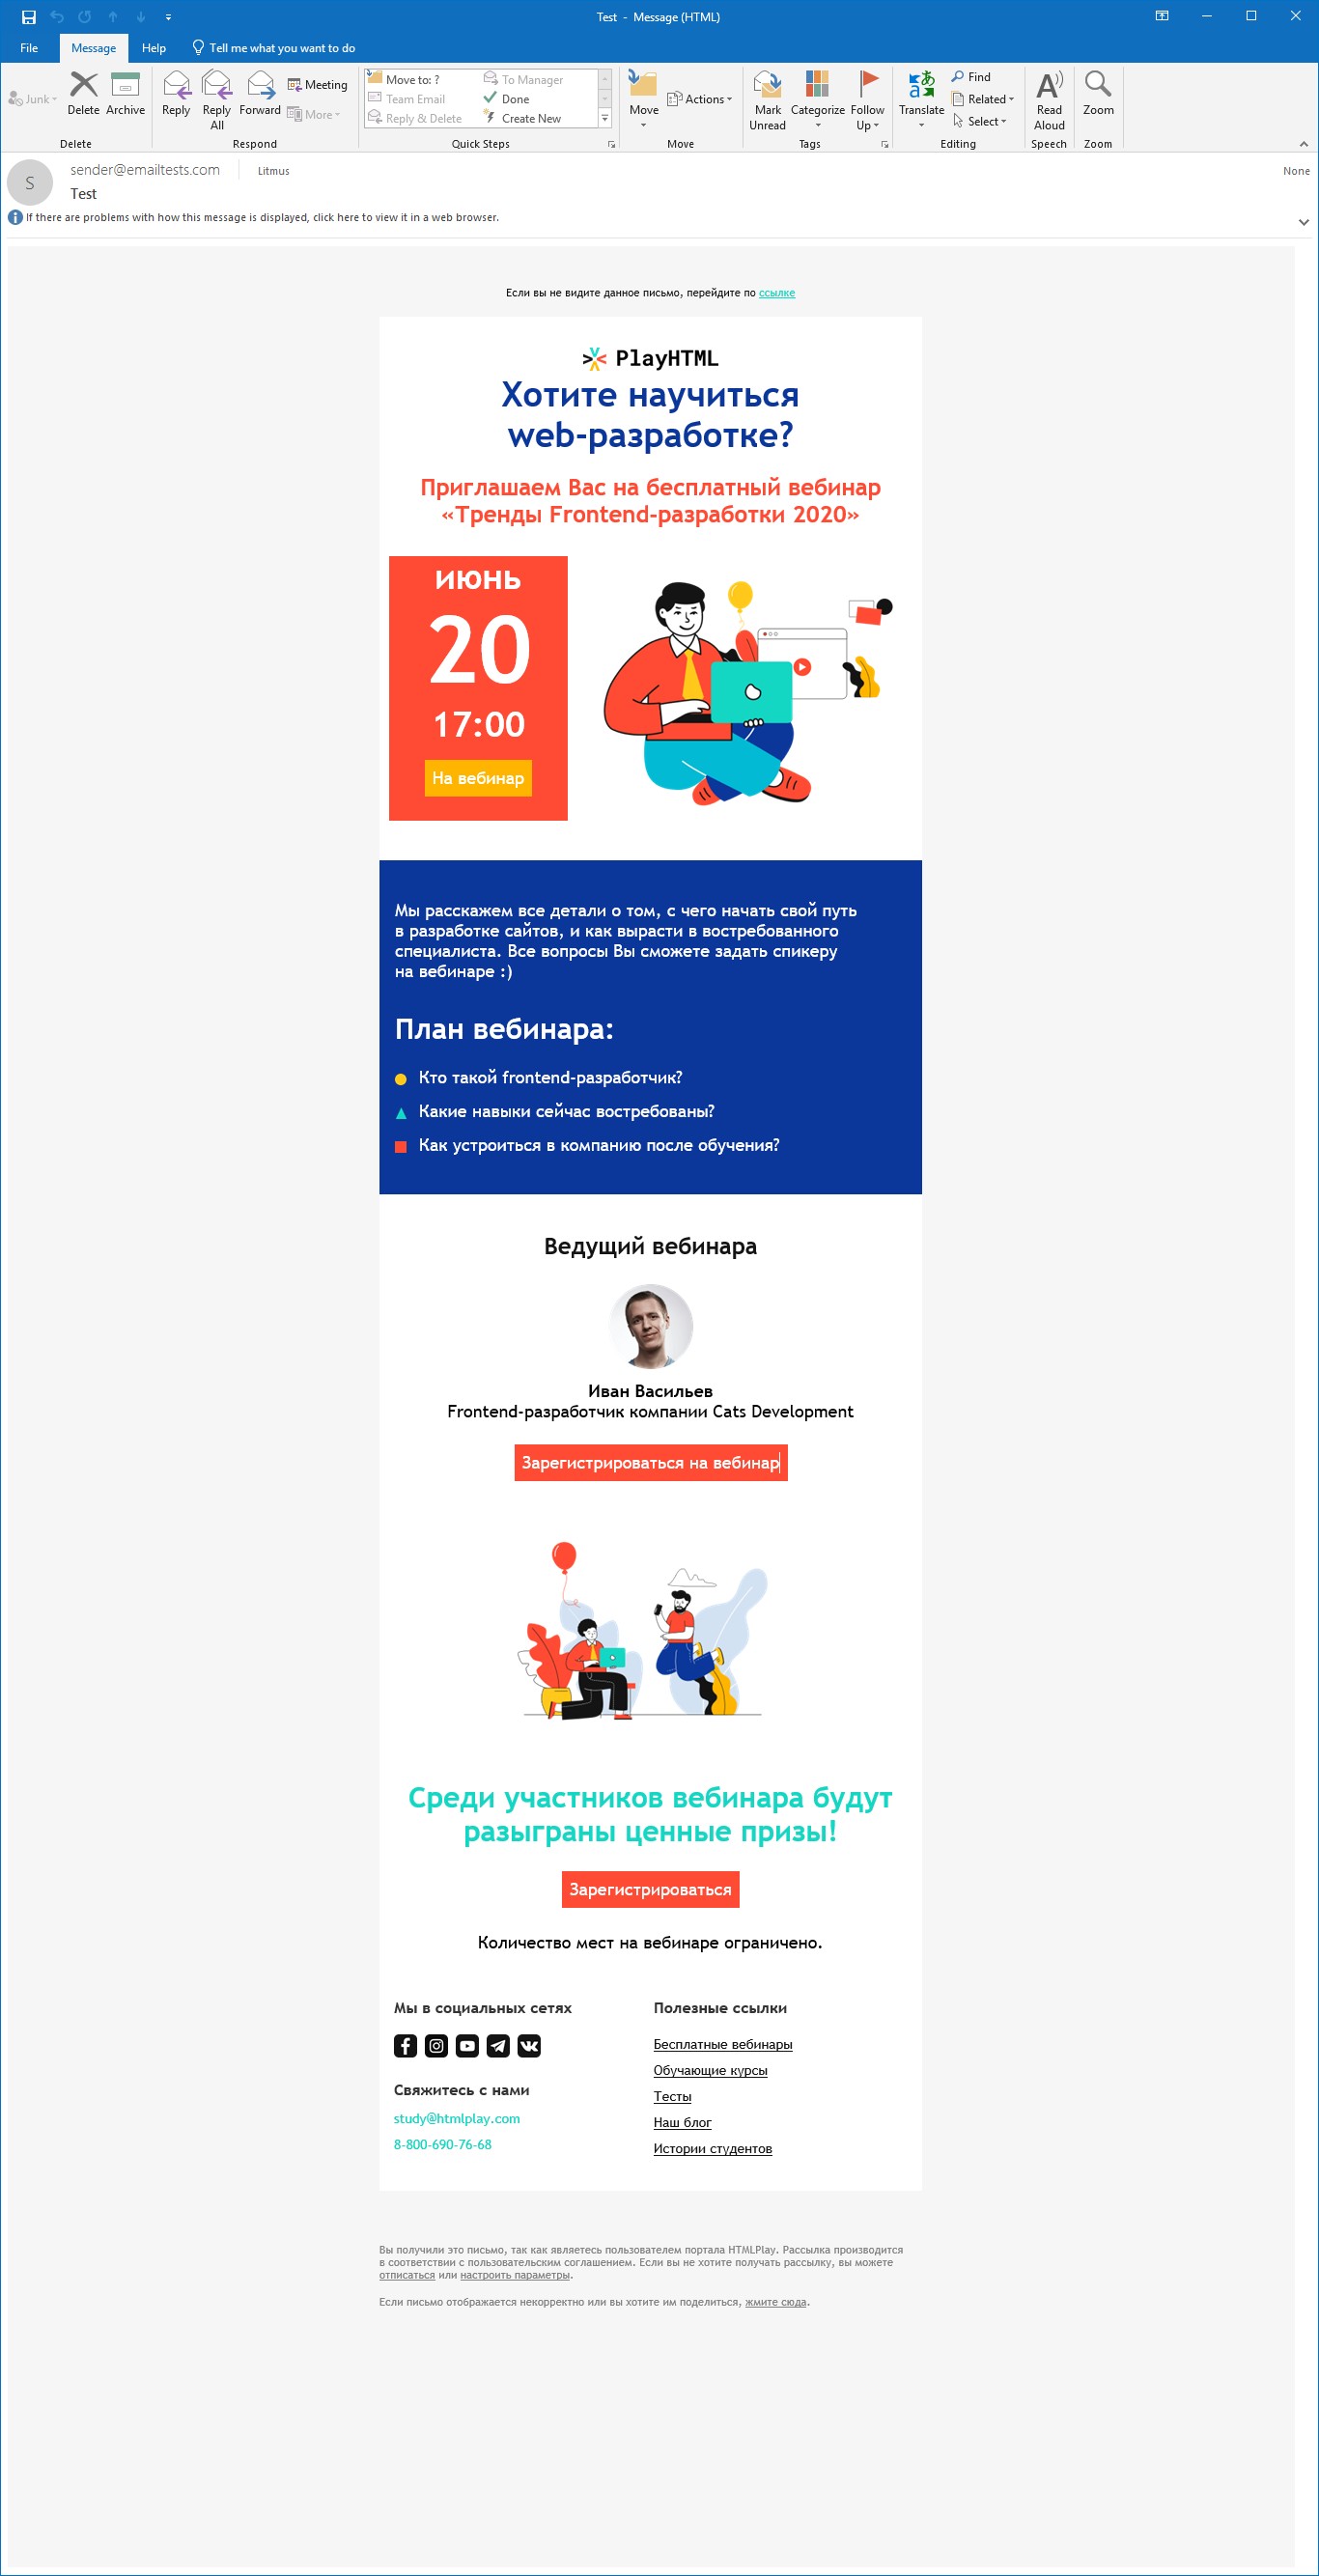 Test - Message (HTML)
File Message Help Tell me what you want to do
Junk
Delete
Archive
Reply
Reply All
Forward
Meeting
More
Move to: ?
Team Email
Reply & Delete
To Manager
Done
Create New
Move
Actions
Mark Unread
Categorize
Follow Up
Translate
Find
Related
Select
Read Aloud
Zoom
Delete Respond Quick Steps Move Tags Editing Speech Zoom
S
sender@emailtests.com Litmus None
Test
If there are problems with how this message is displayed, click here to view it in a web browser.
Если вы не видите данное письмо, перейдите по ссылке
PlayHTML
Хотите научиться
web-разработке?
Приглашаем Вас на бесплатный вебинар
«Тренды Frontend-разработки 2020»
июнь
20
17:00
На вебинар
Мы расскажем все детали о том, с чего начать свой путь
в разработке сайтов, и как вырасти в востребованного
специалиста. Все вопросы Вы сможете задать спикеру
на вебинаре :)
План вебинара:
Кто такой frontend-разработчик?
Какие навыки сейчас востребованы?
Как устроиться в компанию после обучения?
Ведущий вебинара
Иван Васильев
Frontend-разработчик компании Cats Development
Зарегистрироваться на вебинар
Среди участников вебинара будут
разыграны ценные призы!
Зарегистрироваться
Количество мест на вебинаре ограничено.
Мы в социальных сетях
Свяжитесь с нами
study@htmlplay.com
8-800-690-76-68
Полезные ссылки
Бесплатные вебинары
Обучающие курсы
Тесты
Наш блог
Истории студентов
Вы получили это письмо, так как являетесь пользователем портала HTMLPlay. Рассылка производится
в соответствии с пользовательским соглашением. Если вы не хотите получать рассылку, вы можете
отписаться или настроить параметры.
Если письмо отображается некорректно или вы хотите им поделиться, жмите сюда.